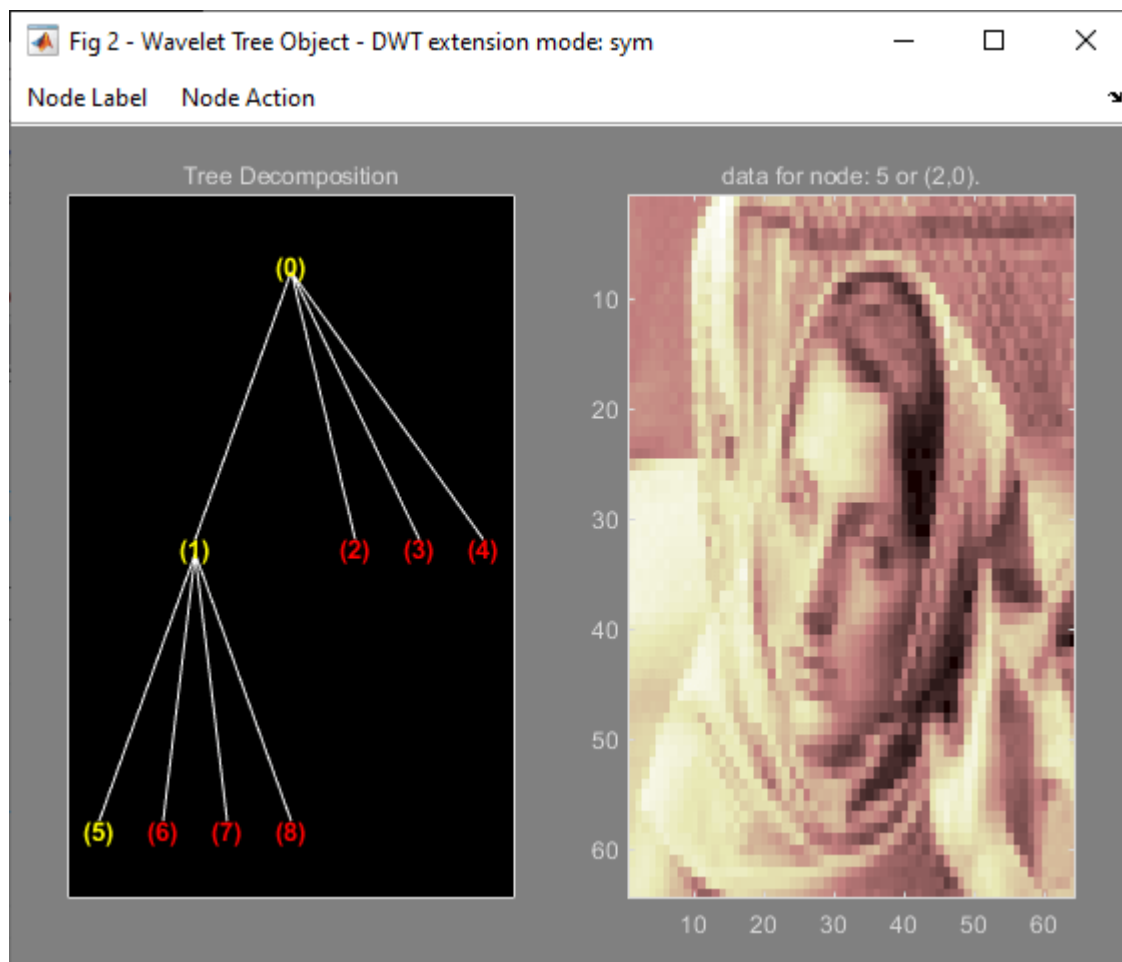 Fig 2 - Wavelet Tree Object - DWT extension mode: sym
Node Label Node Action
Tree Decomposition
(0)
(1) (2) (3) (4)
(5) (6) (7) (8)
data for node: 5 or (2,0).
10
20
30
40
50
60
10 20 30 40 50 60